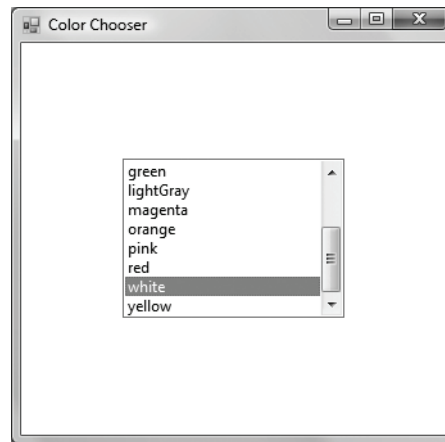 Color Chooser
green
lightGray
magenta
orange
pink
red
white
yellow